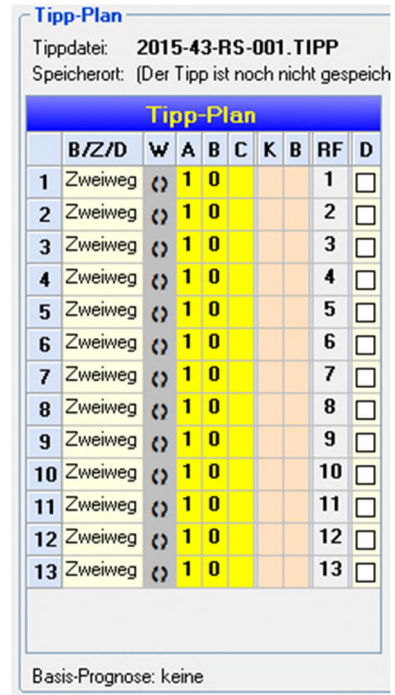 Tipp-Plan
Tippdatei: 2015-43-RS-001.TIPP
Speicherort: (Der Tipp ist noch nicht gespeich
Tipp-Plan
B/Z/D W A B C K B RF D
1 Zweiweg () 1 0 1
2 Zweiweg () 1 0 2
3 Zweiweg () 1 0 3
4 Zweiweg () 1 0 4
5 Zweiweg () 1 0 5
6 Zweiweg () 1 0 6
7 Zweiweg () 1 0 7
8 Zweiweg () 1 0 8
9 Zweiweg () 1 0 9
10 Zweiweg () 1 0 10
11 Zweiweg () 1 0 11
12 Zweiweg () 1 0 12
13 Zweiweg () 1 0 13
Basis-Prognose: keine